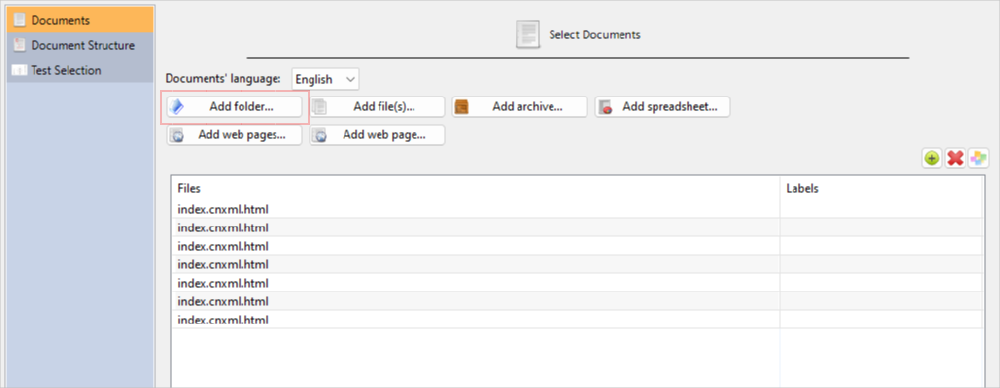 Documents
Document Structure
Test Selection
Select Documents
Documents' language: English
Add folder... Add file(s)... Add archive... Add spreadsheet...
Add web pages... Add web page...
Files Labels
index.cnxml.html
index.cnxml.html
index.cnxml.html
index.cnxml.html
index.cnxml.html
index.cnxml.html
index.cnxml.html